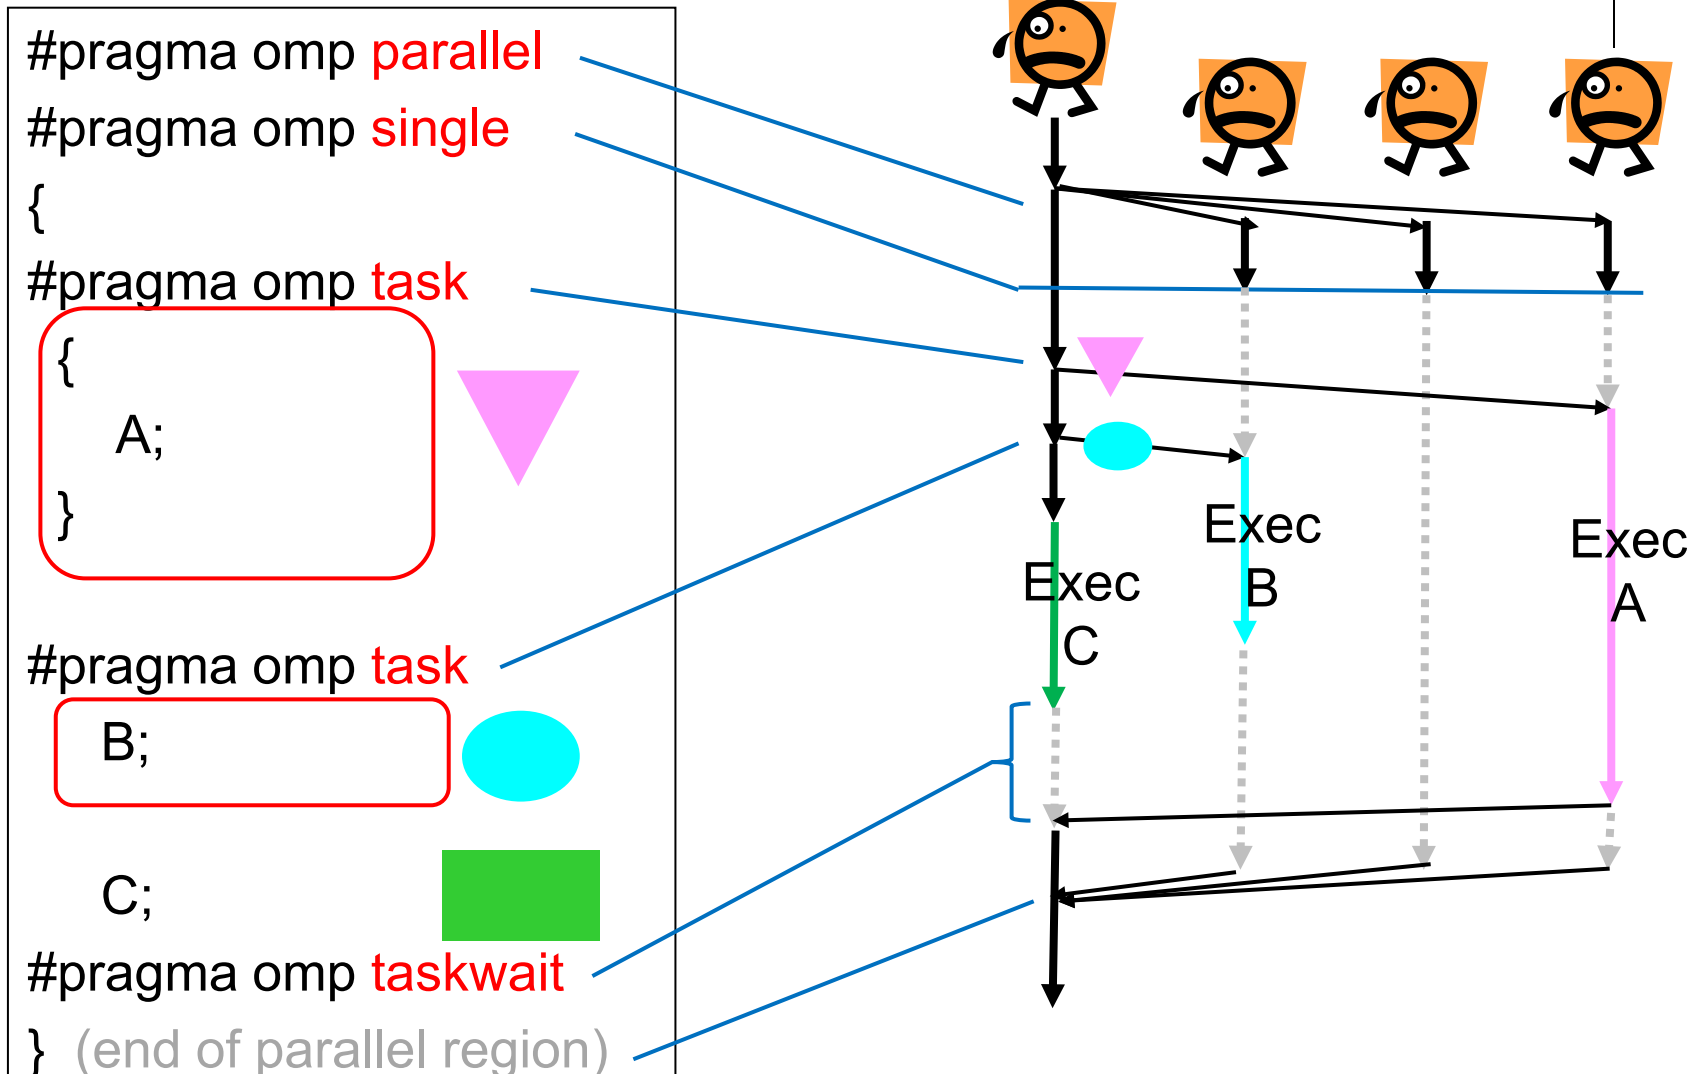 #pragma omp parallel
#pragma omp single
{
#pragma omp task
{
A;
}
#pragma omp task
B;
C;
#pragma omp taskwait
} (end of parallel region)
Exec
C
Exec
B
Exec
A